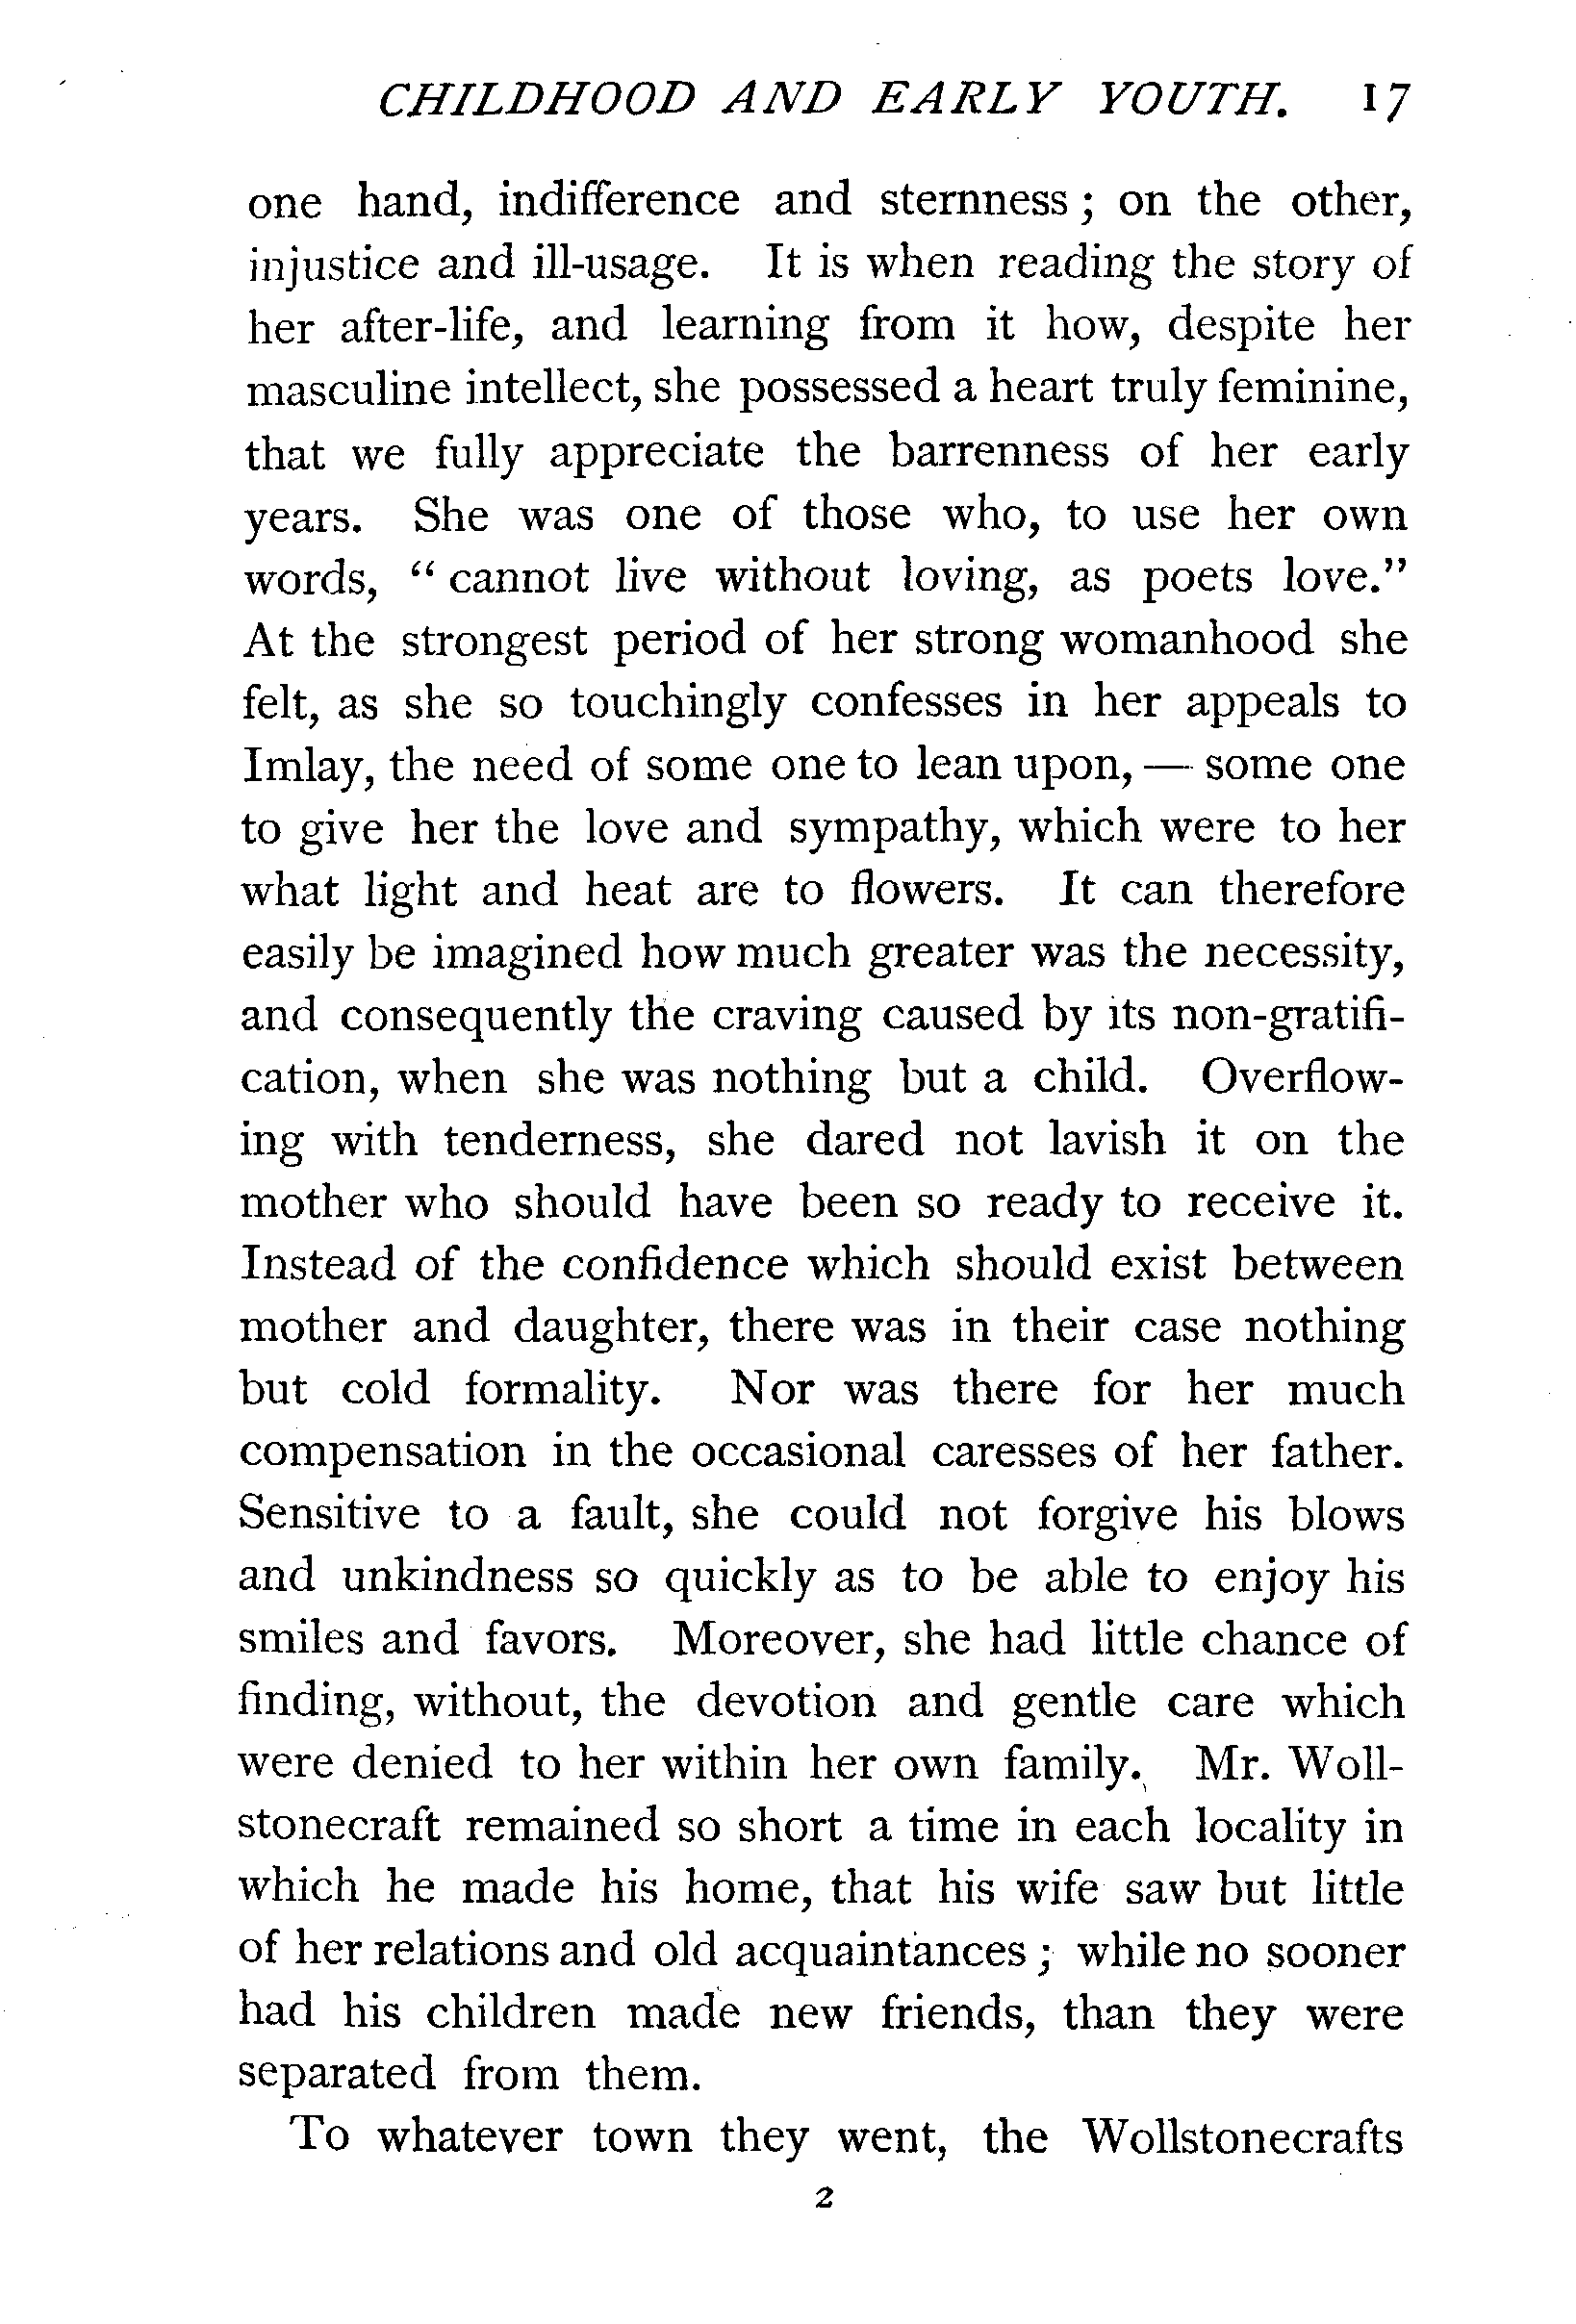 CHILDHOOD AND EARLY YOUTH. 17
one hand, indifference and sternness; on the other,
injustice and ill-usage. It is when reading the story of
her after-life, and learning from it how, despite her
masculine intellect, she possessed a heart truly feminine,
that we fully appreciate the barrenness of her early
years. She was one of those who, to use her own
words, "cannot live without loving, as poets love."
At the strongest period of her strong womanhood she
felt, as she so touchingly confesses in her appeals to
Imlay, the need of some one to lean upon, — some one
to give her the love and sympathy, which were to her
what light and heat are to flowers. It can therefore
easily be imagined how much greater was the necessity,
and consequently the craving caused by its non-gratifi-
cation, when she was nothing but a child. Overflow-
ing with tenderness, she dared not lavish it on the
mother who should have been so ready to receive it.
Instead of the confidence which should exist between
mother and daughter, there was in their case nothing
but cold formality. Nor was there for her much
compensation in the occasional caresses of her father.
Sensitive to a fault, she could not forgive his blows
and unkindness so quickly as to be able to enjoy his
smiles and favors. Moreover, she had little chance of
finding, without, the devotion and gentle care which
were denied to her within her own family. Mr. Woll-
stonecraft remained so short a time in each locality in
which he made his home, that his wife saw but little
of her relations and old acquaintances; while no sooner
had his children made new friends, than they were
separated from them.
To whatever town they went, the Wollstonecrafts
2